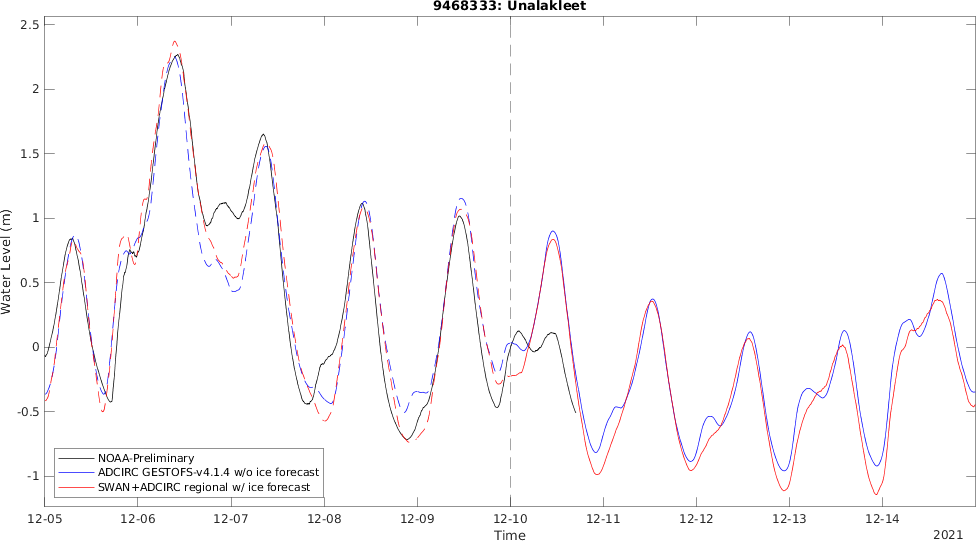 9468333: Unalakleet
2.5
2
1.5
1
0.5
0
-0.5
-1
Water Level (m)
NOAA-Preliminary
ADCIRC GESTOFS-v4.1.4 w/o ice forecast
SWAN+ADCIRC regional w/ ice forecast
12-05 12-06 12-07 12-08 12-09 12-10 12-11 12-12 12-13 12-14
Time
2021